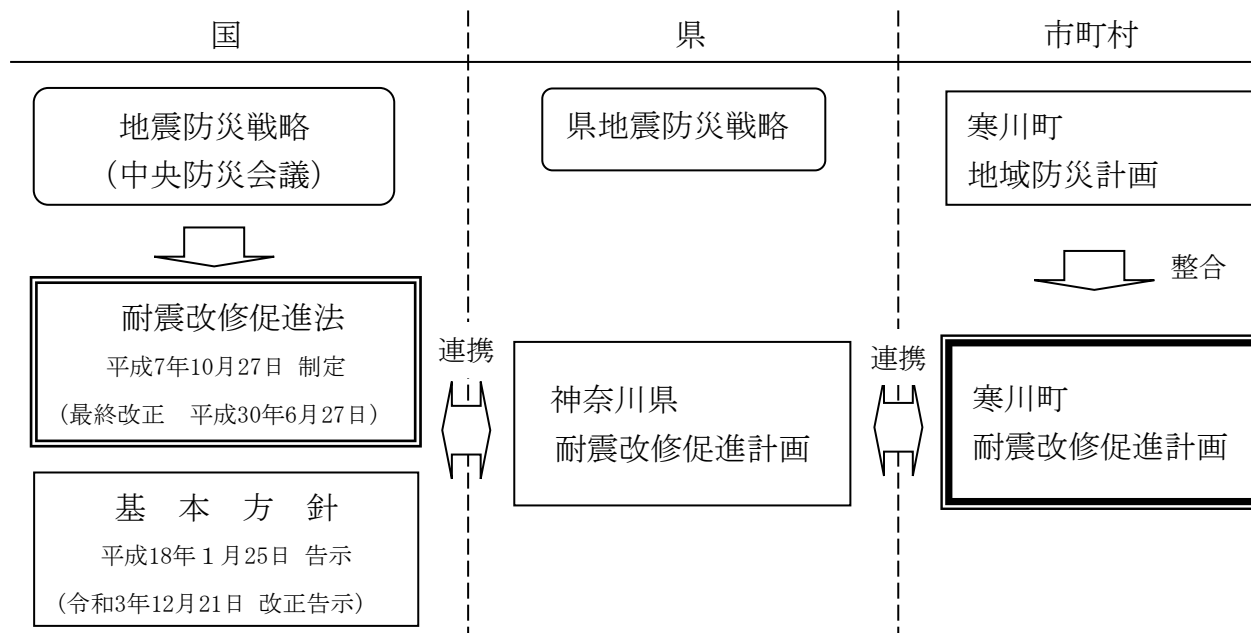 国
県
市町村
地震防災戦略
（中央防災会議）
県地震防災戦略
寒川町
地域防災計画
整合
耐震改修促進法
平成7年10月27日 制定
（最終改正　平成30年6月27日）
連携
神奈川県
耐震改修促進計画
連携
寒川町
耐震改修促進計画
基　本　方　針
平成18年１月25日 告示
（令和3年12月21日 改正告示）